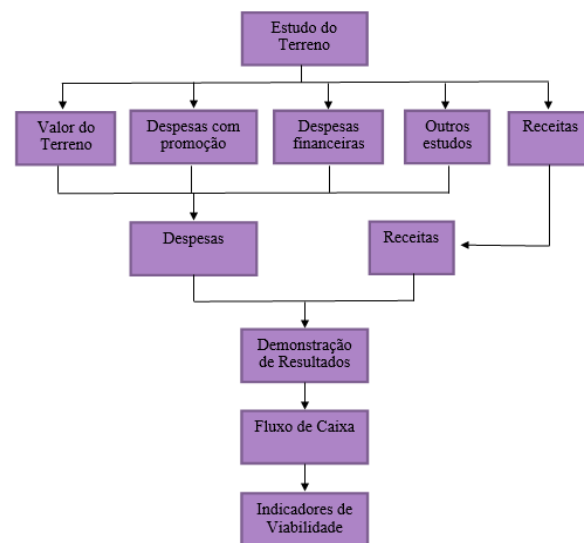 Estudo do
Terreno
Valor do
Terreno
Despesas com
promoção
Despesas
financeiras
Outros
estudos
Receitas
Despesas
Receitas
Demonstração
de Resultados
Fluxo de Caixa
Indicadores de
Viabilidade